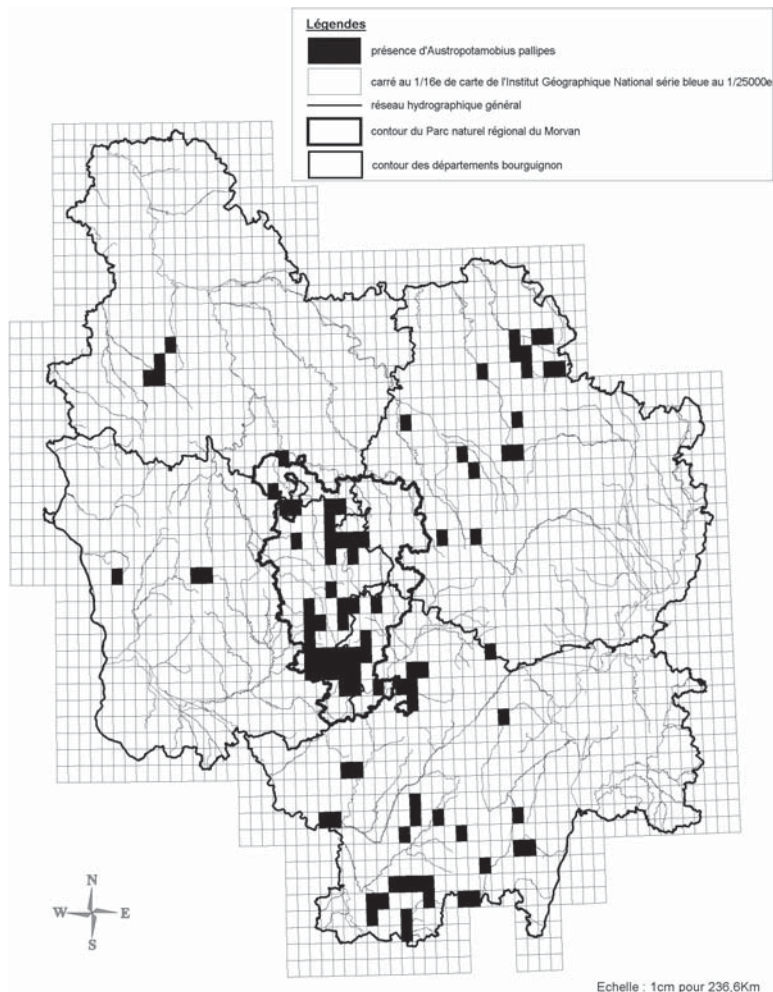 Légendes
présence d'Austropotamobius pallipes
carré au 1/16e de carte de l'Institut Géographique National série bleue au 1/25000e
réseau hydrographique général
contour du Parc naturel régional du Morvan
contour des départements bourguignon
N
W E
S
Echelle : 1cm pour 236,6Km